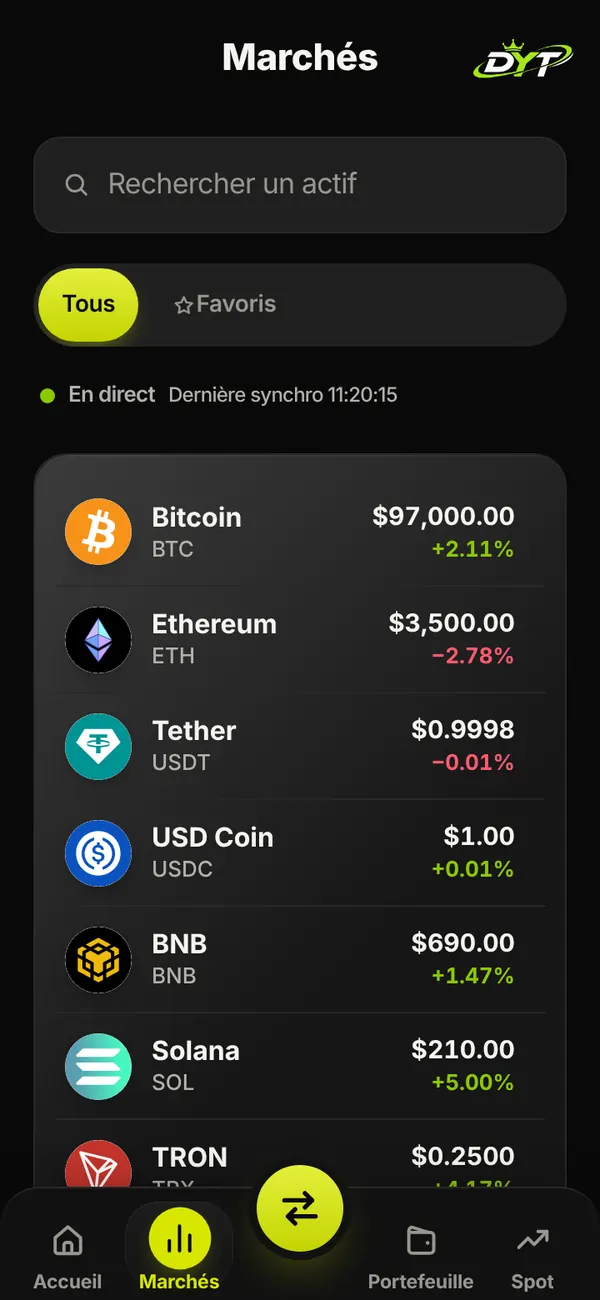 Marchés
DYT
Rechercher un actif
Tous
Favoris
En direct Dernière synchro 11:20:15
Bitcoin
$97,000.00
BTC
+2.11%
Ethereum
$3,500.00
ETH
−2.78%
Tether
$0.9998
USDT
−0.01%
USD Coin
$1.00
USDC
+0.01%
BNB
$690.00
BNB
+1.47%
Solana
$210.00
SOL
+5.00%
TRON
$0.2500
TRX
+4.17%
Accueil
Marchés
Portefeuille
Spot